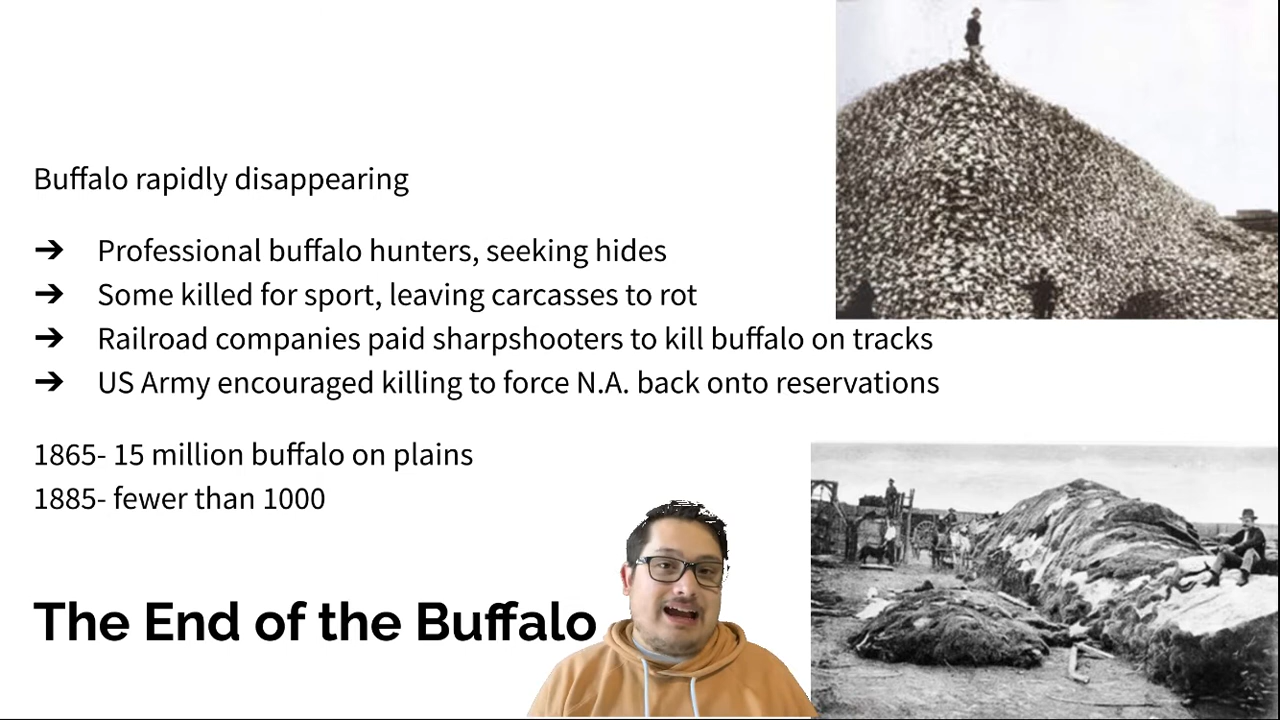 Buffalo rapidly disappearing
➔ Professional buffalo hunters, seeking hides
➔ Some killed for sport, leaving carcasses to rot
➔ Railroad companies paid sharpshooters to kill buffalo on tracks
➔ US Army encouraged killing to force N.A. back onto reservations
1865- 15 million buffalo on plains
1885- fewer than 1000
The End of the Buffalo